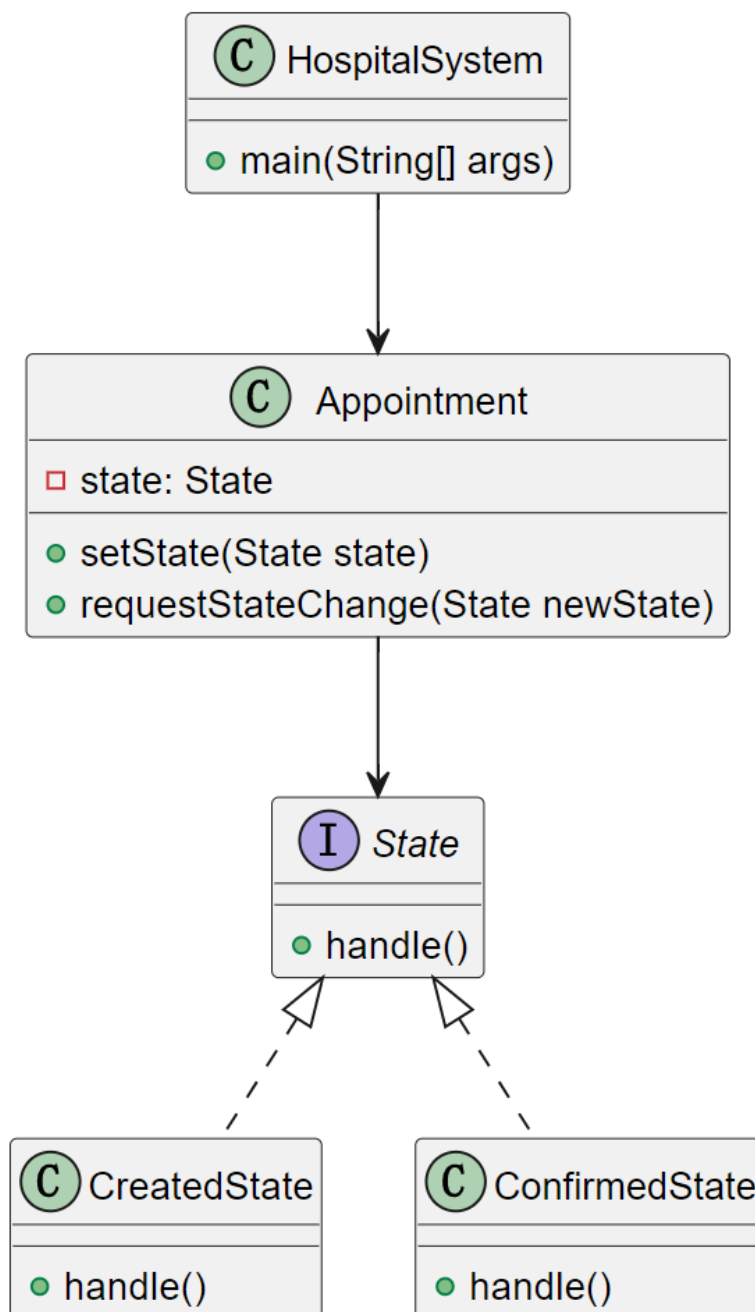 C HospitalSystem
main(String[] args)
C Appointment
state: State
setState(State state)
requestStateChange(State newState)
I State
handle()
C CreatedState
handle()
C ConfirmedState
handle()